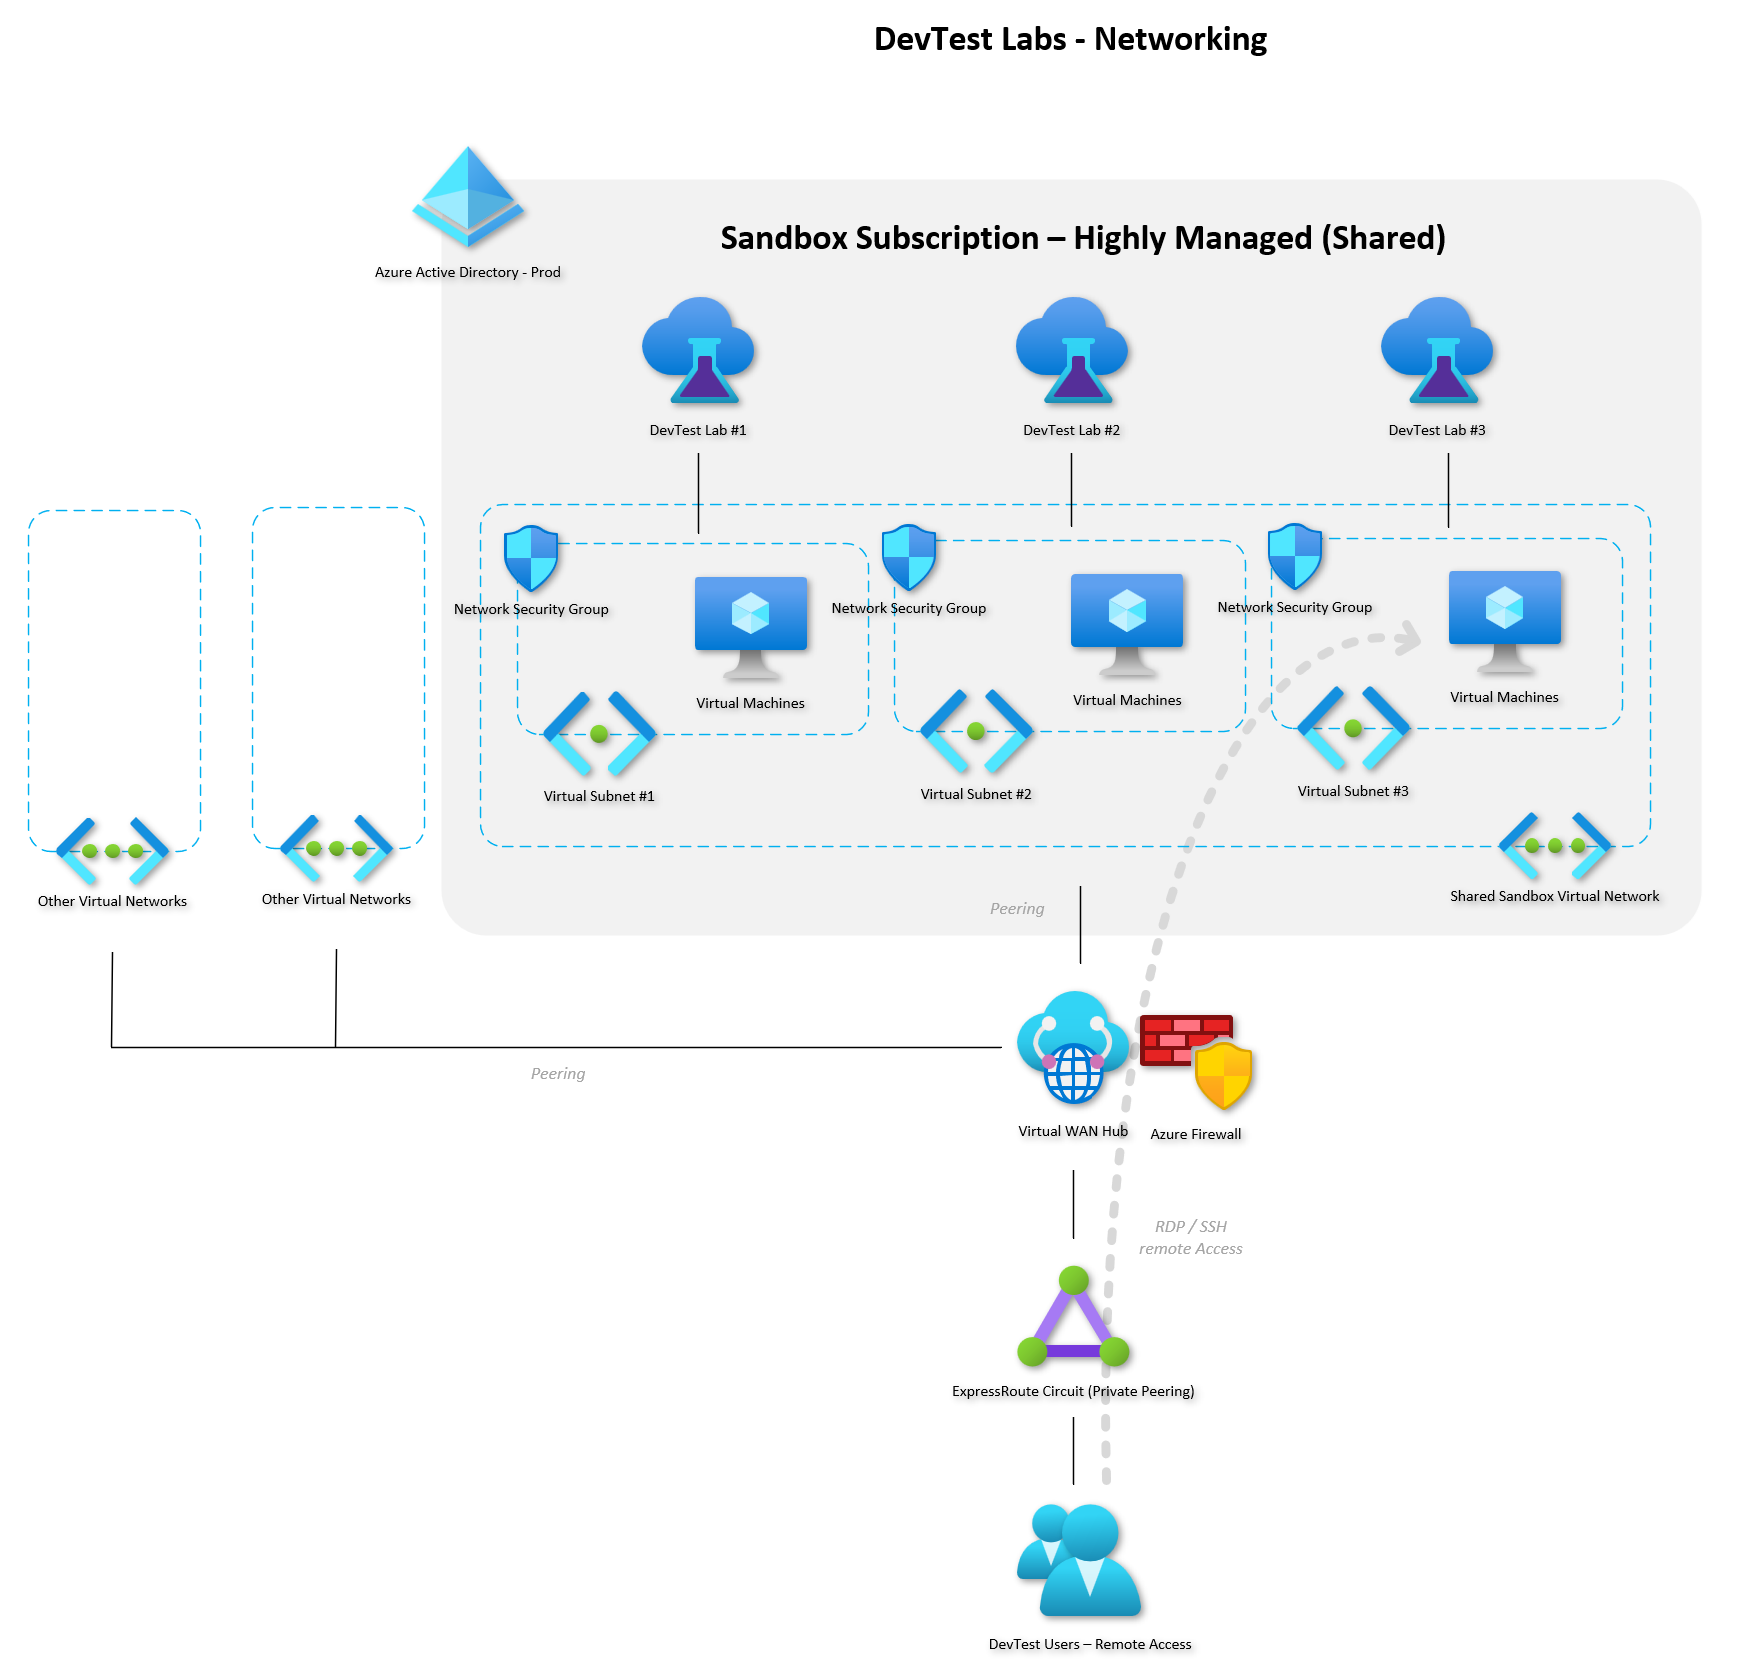 DevTest Labs - Networking
Azure Active Directory - Prod
Sandbox Subscription – Highly Managed (Shared)
DevTest Lab #1
DevTest Lab #2
DevTest Lab #3
Network Security Group
Network Security Group
Network Security Group
Virtual Machines
Virtual Machines
Virtual Machines
Virtual Subnet #1
Virtual Subnet #2
Virtual Subnet #3
Other Virtual Networks
Other Virtual Networks
Shared Sandbox Virtual Network
Peering
Peering
Virtual WAN Hub
Azure Firewall
RDP / SSH
remote Access
ExpressRoute Circuit (Private Peering)
DevTest Users – Remote Access